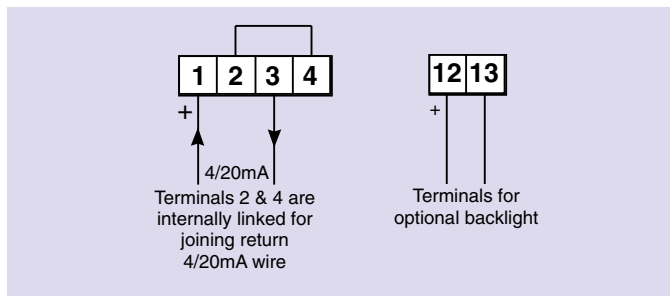 1 2 3 4
12 13
+
+
4/20mA
Terminals 2 & 4 are
internally linked for
joining return
4/20mA wire
Terminals for
optional backlight